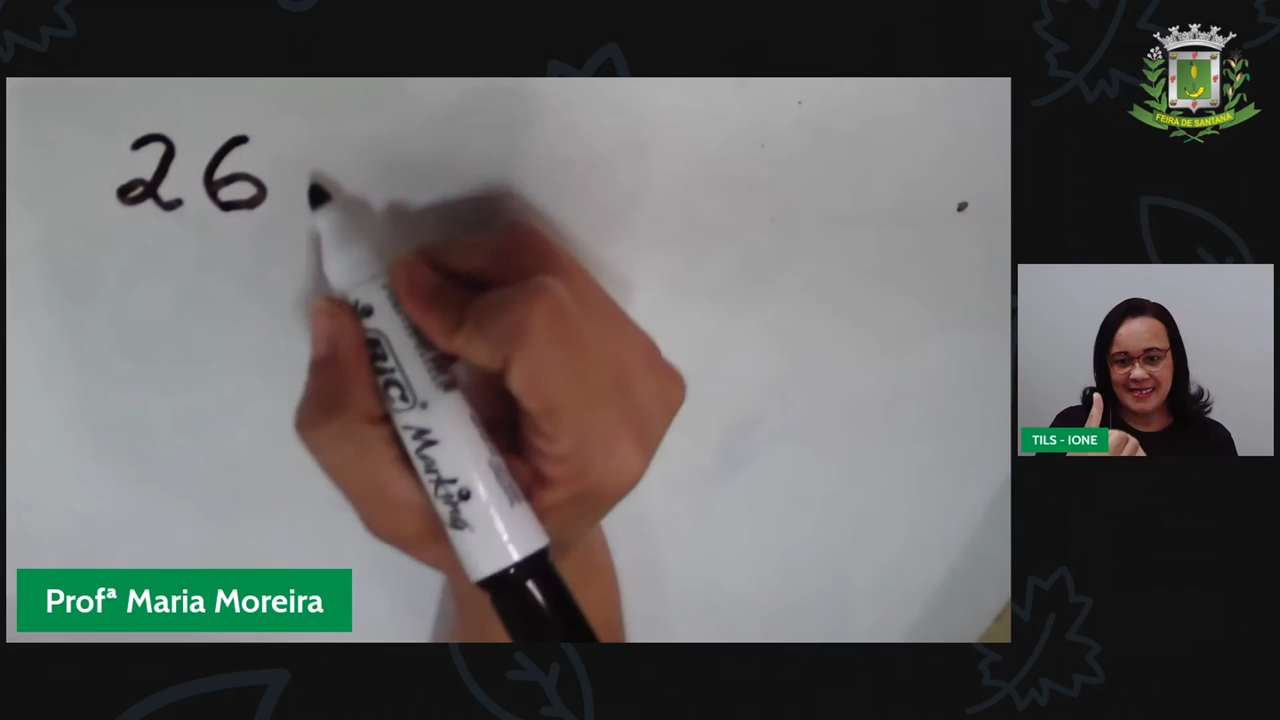 26
BIC Marking
Profª Maria Moreira
FEIRA DE SANTANA
TILS - IONE